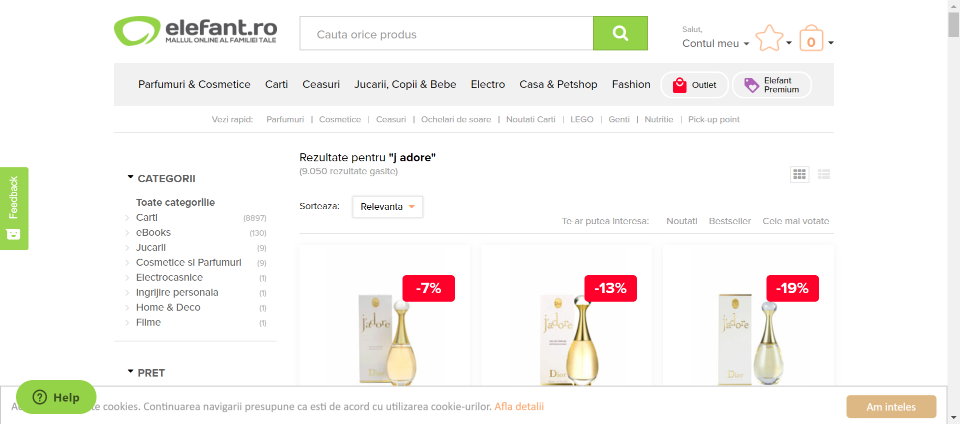 elefant.ro
MALLUL ONLINE AL FAMILIEI TALE
Cauta orice produs
Salut,
Contul meu
0
Parfumuri & Cosmetice
Carti
Ceasuri
Jucarii, Copii & Bebe
Electro
Casa & Petshop
Fashion
Outlet
Elefant
Premium
Vezi rapid: Parfumuri | Cosmetice | Ceasuri | Ochelari de soare | Noutati Carti | LEGO | Genti | Nutritie | Pick-up point
Feedback
CATEGORII
Toate categoriile
Carti (8897)
eBooks (130)
Jucarii (9)
Cosmetice si Parfumuri (9)
Electrocasnice (1)
Ingrijire personala (1)
Home & Deco (1)
Filme (1)
PRET
Rezultate pentru "j adore"
(9.050 rezultate gasite)
Sorteaza: Relevanta
Te-ar putea interesa: Noutati Bestseller Cele mai votate
-7%
-13%
-19%
j'adore
Dior
j'adore
Dior
j'adore
Dior
Help
cookies. Continuarea navigarii presupune ca esti de acord cu utilizarea cookie-urilor. Afla detalii
Am inteles